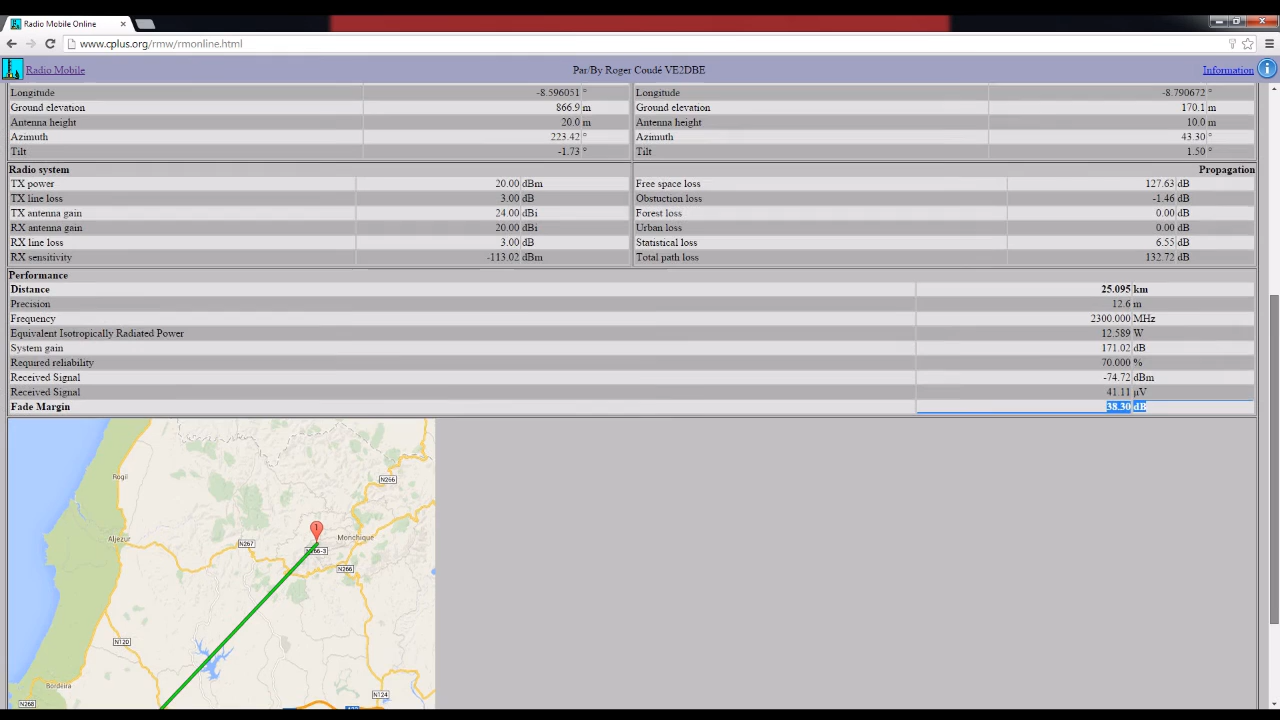 Radio Mobile Online
www.cplus.org/rmw/rmonline.html
Radio Mobile Par/By Roger Coudé VE2DBE Information
Longitude -8.596051 ° Longitude -8.790672 °
Ground elevation 866.9 m Ground elevation 170.1 m
Antenna height 20.0 m Antenna height 10.0 m
Azimuth 223.42 ° Azimuth 43.30 °
Tilt -1.73 ° Tilt 1.50 °
Radio system Propagation
TX power 20.00 dBm Free space loss 127.63 dB
TX line loss 3.00 dB Obstuction loss -1.46 dB
TX antenna gain 24.00 dBi Forest loss 0.00 dB
RX antenna gain 20.00 dBi Urban loss 0.00 dB
RX line loss 3.00 dB Statistical loss 6.55 dB
RX sensitivity -113.02 dBm Total path loss 132.72 dB
Performance
Distance 25.095 km
Precision 12.6 m
Frequency 2300.000 MHz
Equivalent Isotropically Radiated Power 12.589 W
System gain 171.02 dB
Required reliability 70.000 %
Received Signal -74.72 dBm
Received Signal 41.11 µV
Fade Margin 38.30 dB
Rogil
N266
1
Aljezur
N267
Monchique
N266-3
N266
N120
Bordeira
N124
N268